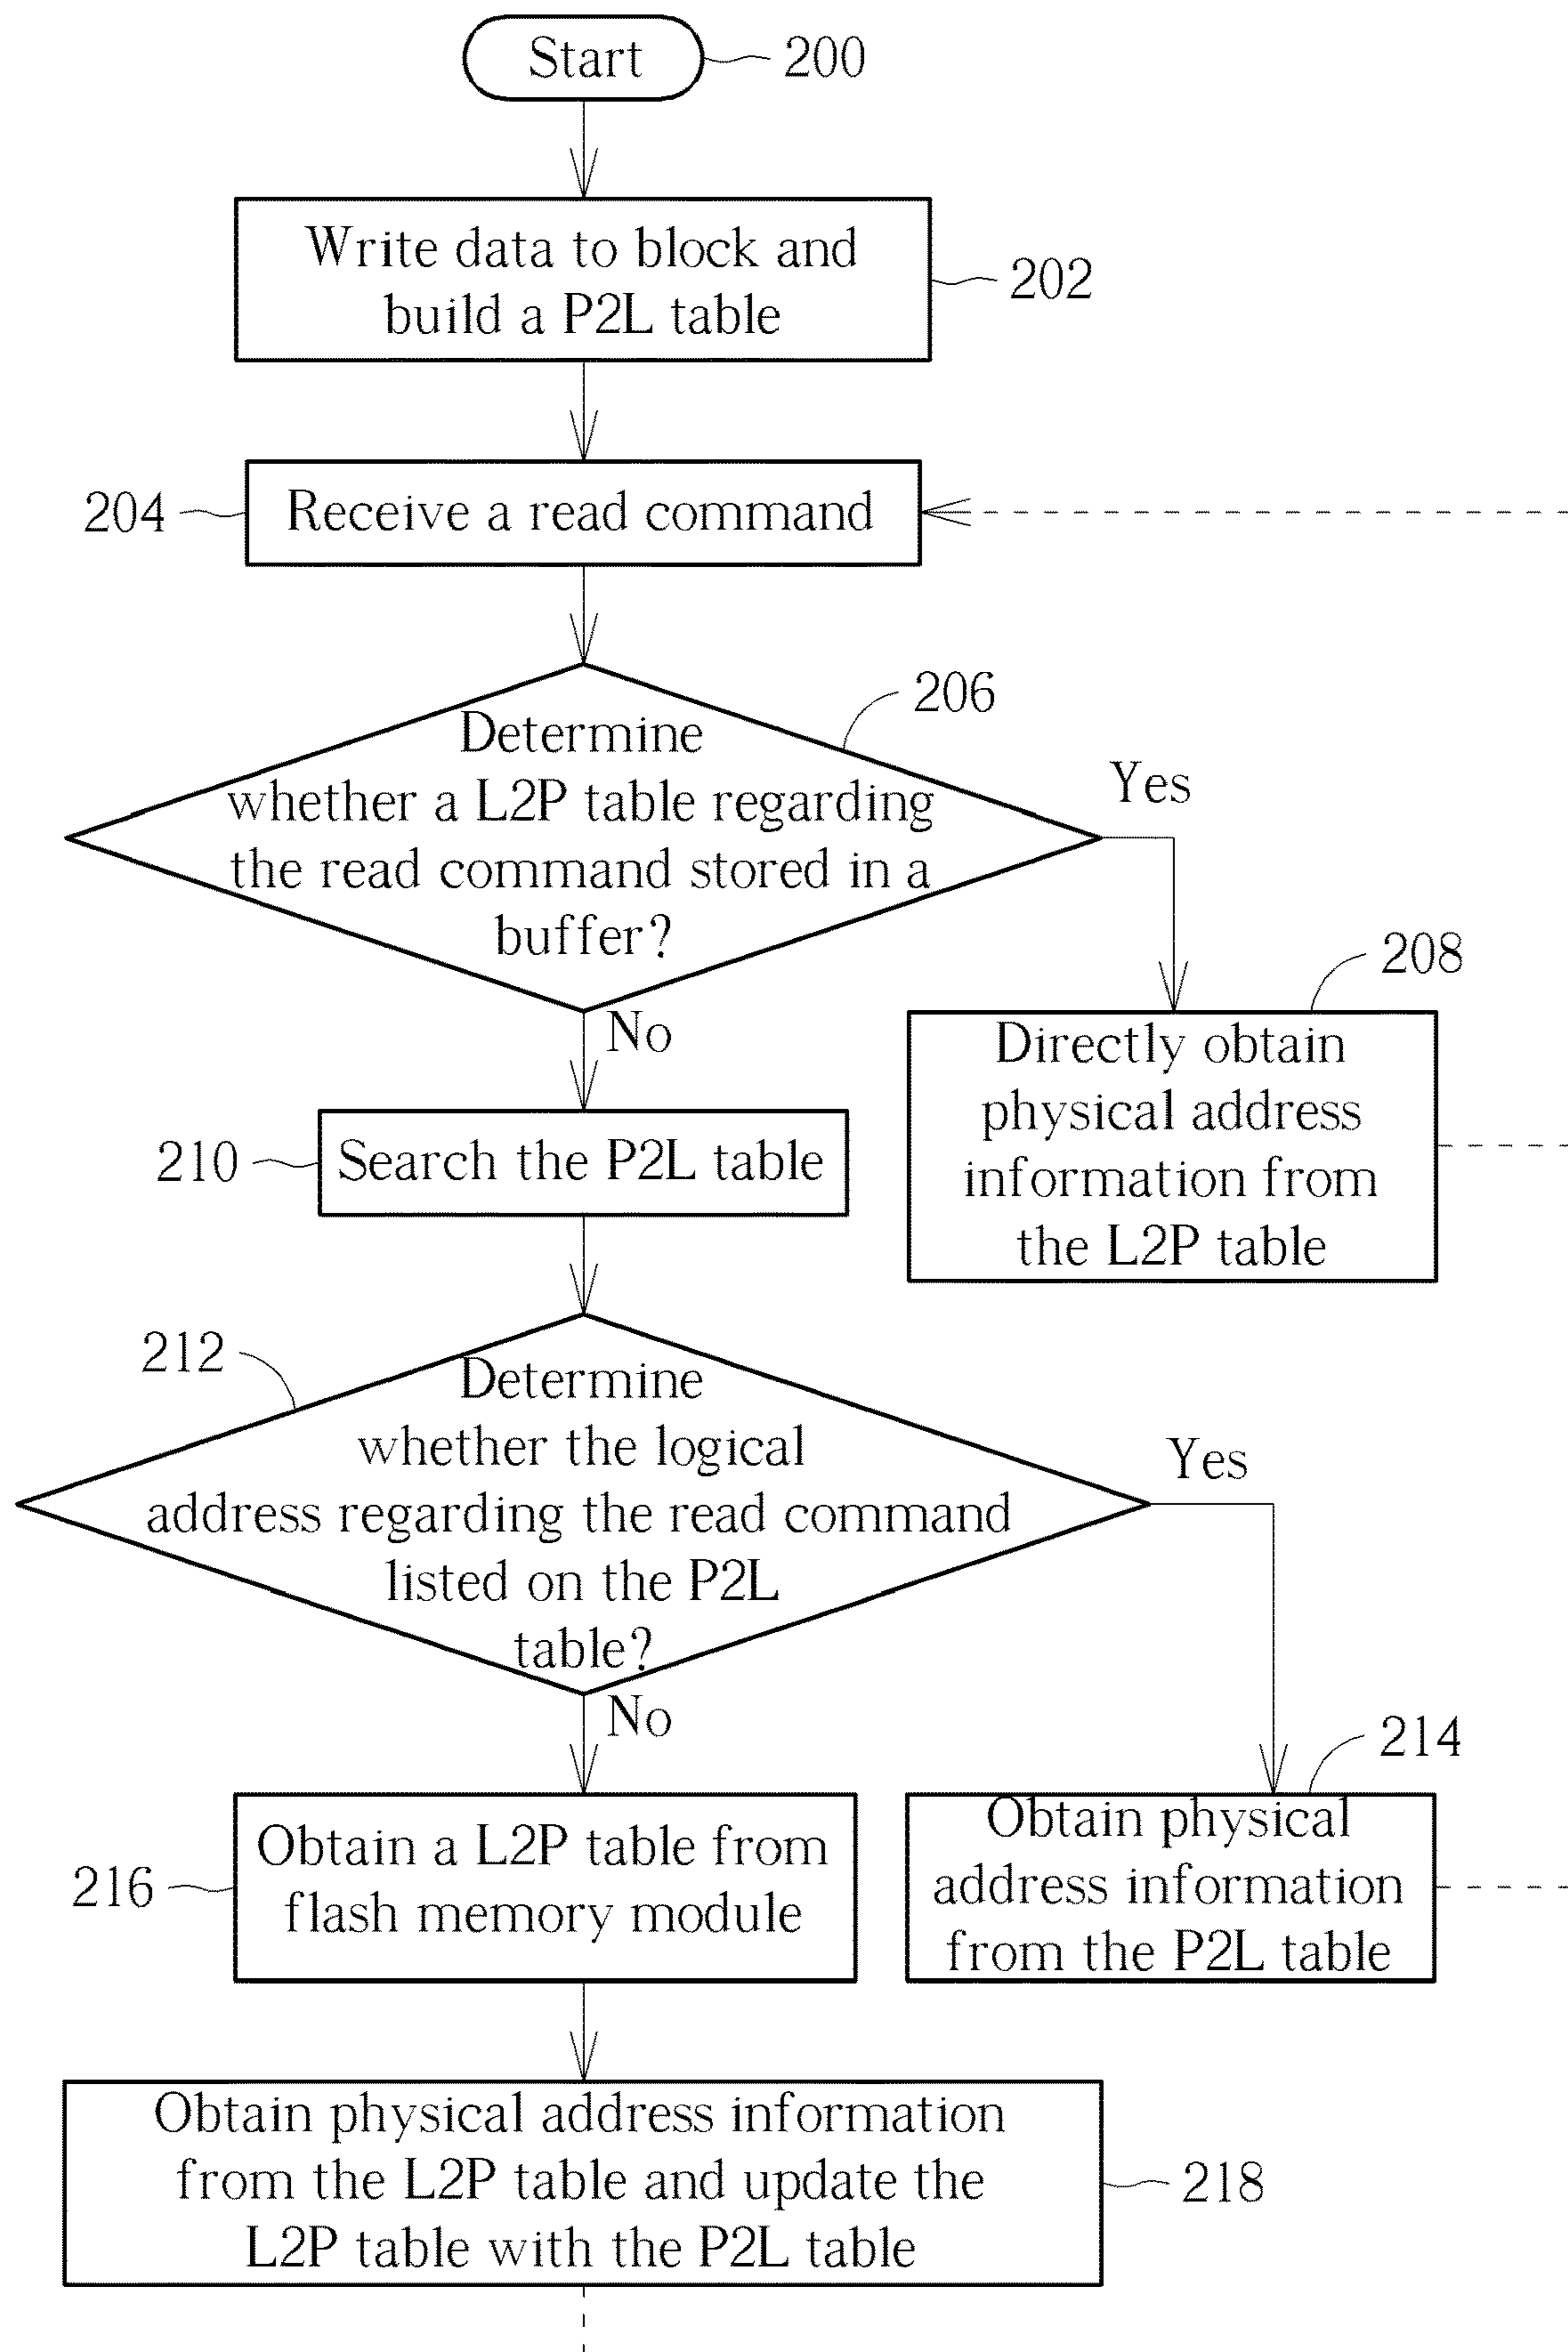 Start
200
Write data to block and
build a P2L table
202
204
Receive a read command
206
Determine
whether a L2P table regarding
the read command stored in a
buffer?
Yes
No
208
Directly obtain
physical address
information from
the L2P table
210
Search the P2L table
212
Determine
whether the logical
address regarding the read command
listed on the P2L
table?
Yes
No
214
Obtain physical
address information
from the P2L table
216
Obtain a L2P table from
flash memory module
Obtain physical address information
from the L2P table and update the
L2P table with the P2L table
218